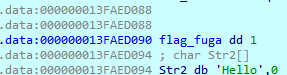 .data:000000013FAED088
.data:000000013FAED088
.data:000000013FAED090 flag_fuga dd 1
.data:000000013FAED094 ; char Str2[]
.data:000000013FAED094 Str2 db 'Hello',0